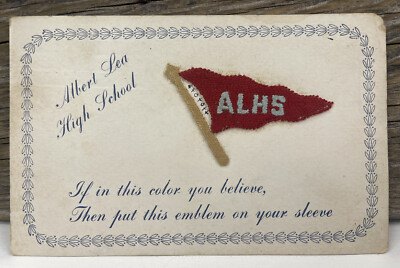 Albert Lea
High School
ALHS
If in this color you believe,
Then put this emblem on your sleeve